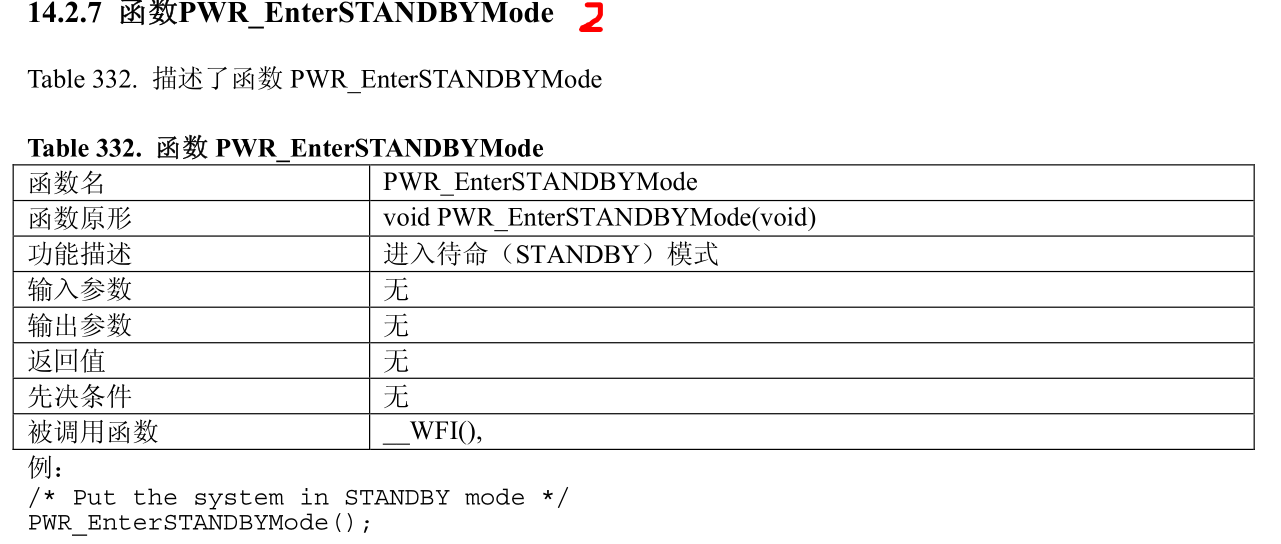 14.2.7 函数PWR_EnterSTANDBYMode 2
Table 332. 描述了函数 PWR_EnterSTANDBYMode
Table 332. 函数 PWR_EnterSTANDBYMode
函数名 PWR_EnterSTANDBYMode
函数原形 void PWR_EnterSTANDBYMode(void)
功能描述 进入待命（STANDBY）模式
输入参数 无
输出参数 无
返回值 无
先决条件 无
被调用函数 __WFI(),
例：
/* Put the system in STANDBY mode */
PWR_EnterSTANDBYMode();